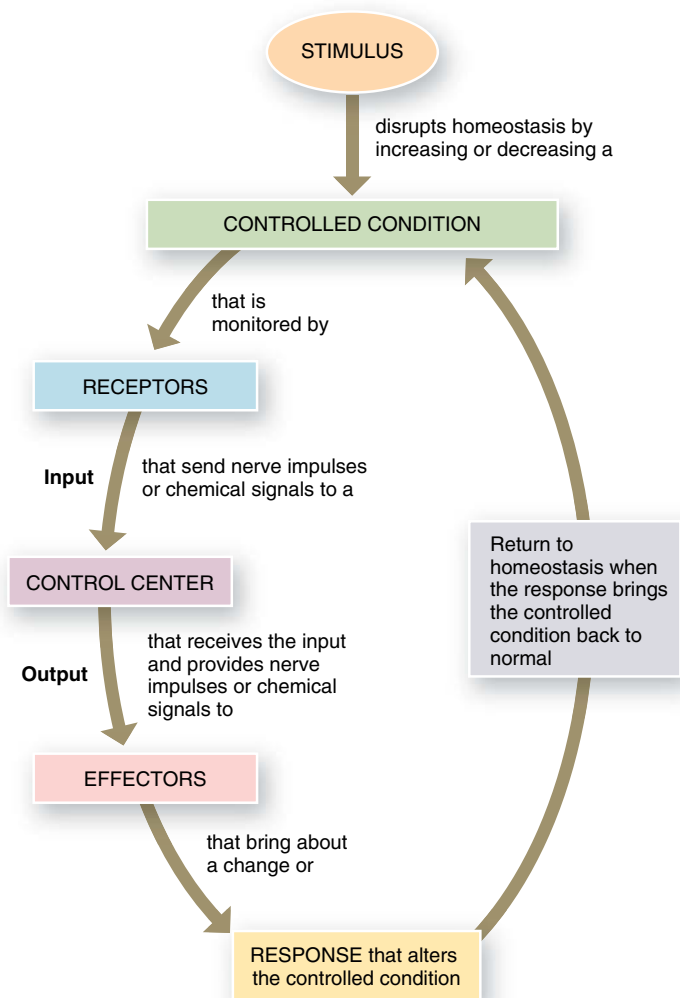 STIMULUS
disrupts homeostasis by
increasing or decreasing a
CONTROLLED CONDITION
that is
monitored by
RECEPTORS
Input
that send nerve impulses
or chemical signals to a
CONTROL CENTER
Output
that receives the input
and provides nerve
impulses or chemical
signals to
EFFECTORS
that bring about
a change or
RESPONSE that alters
the controlled condition
Return to
homeostasis when
the response brings
the controlled
condition back to
normal